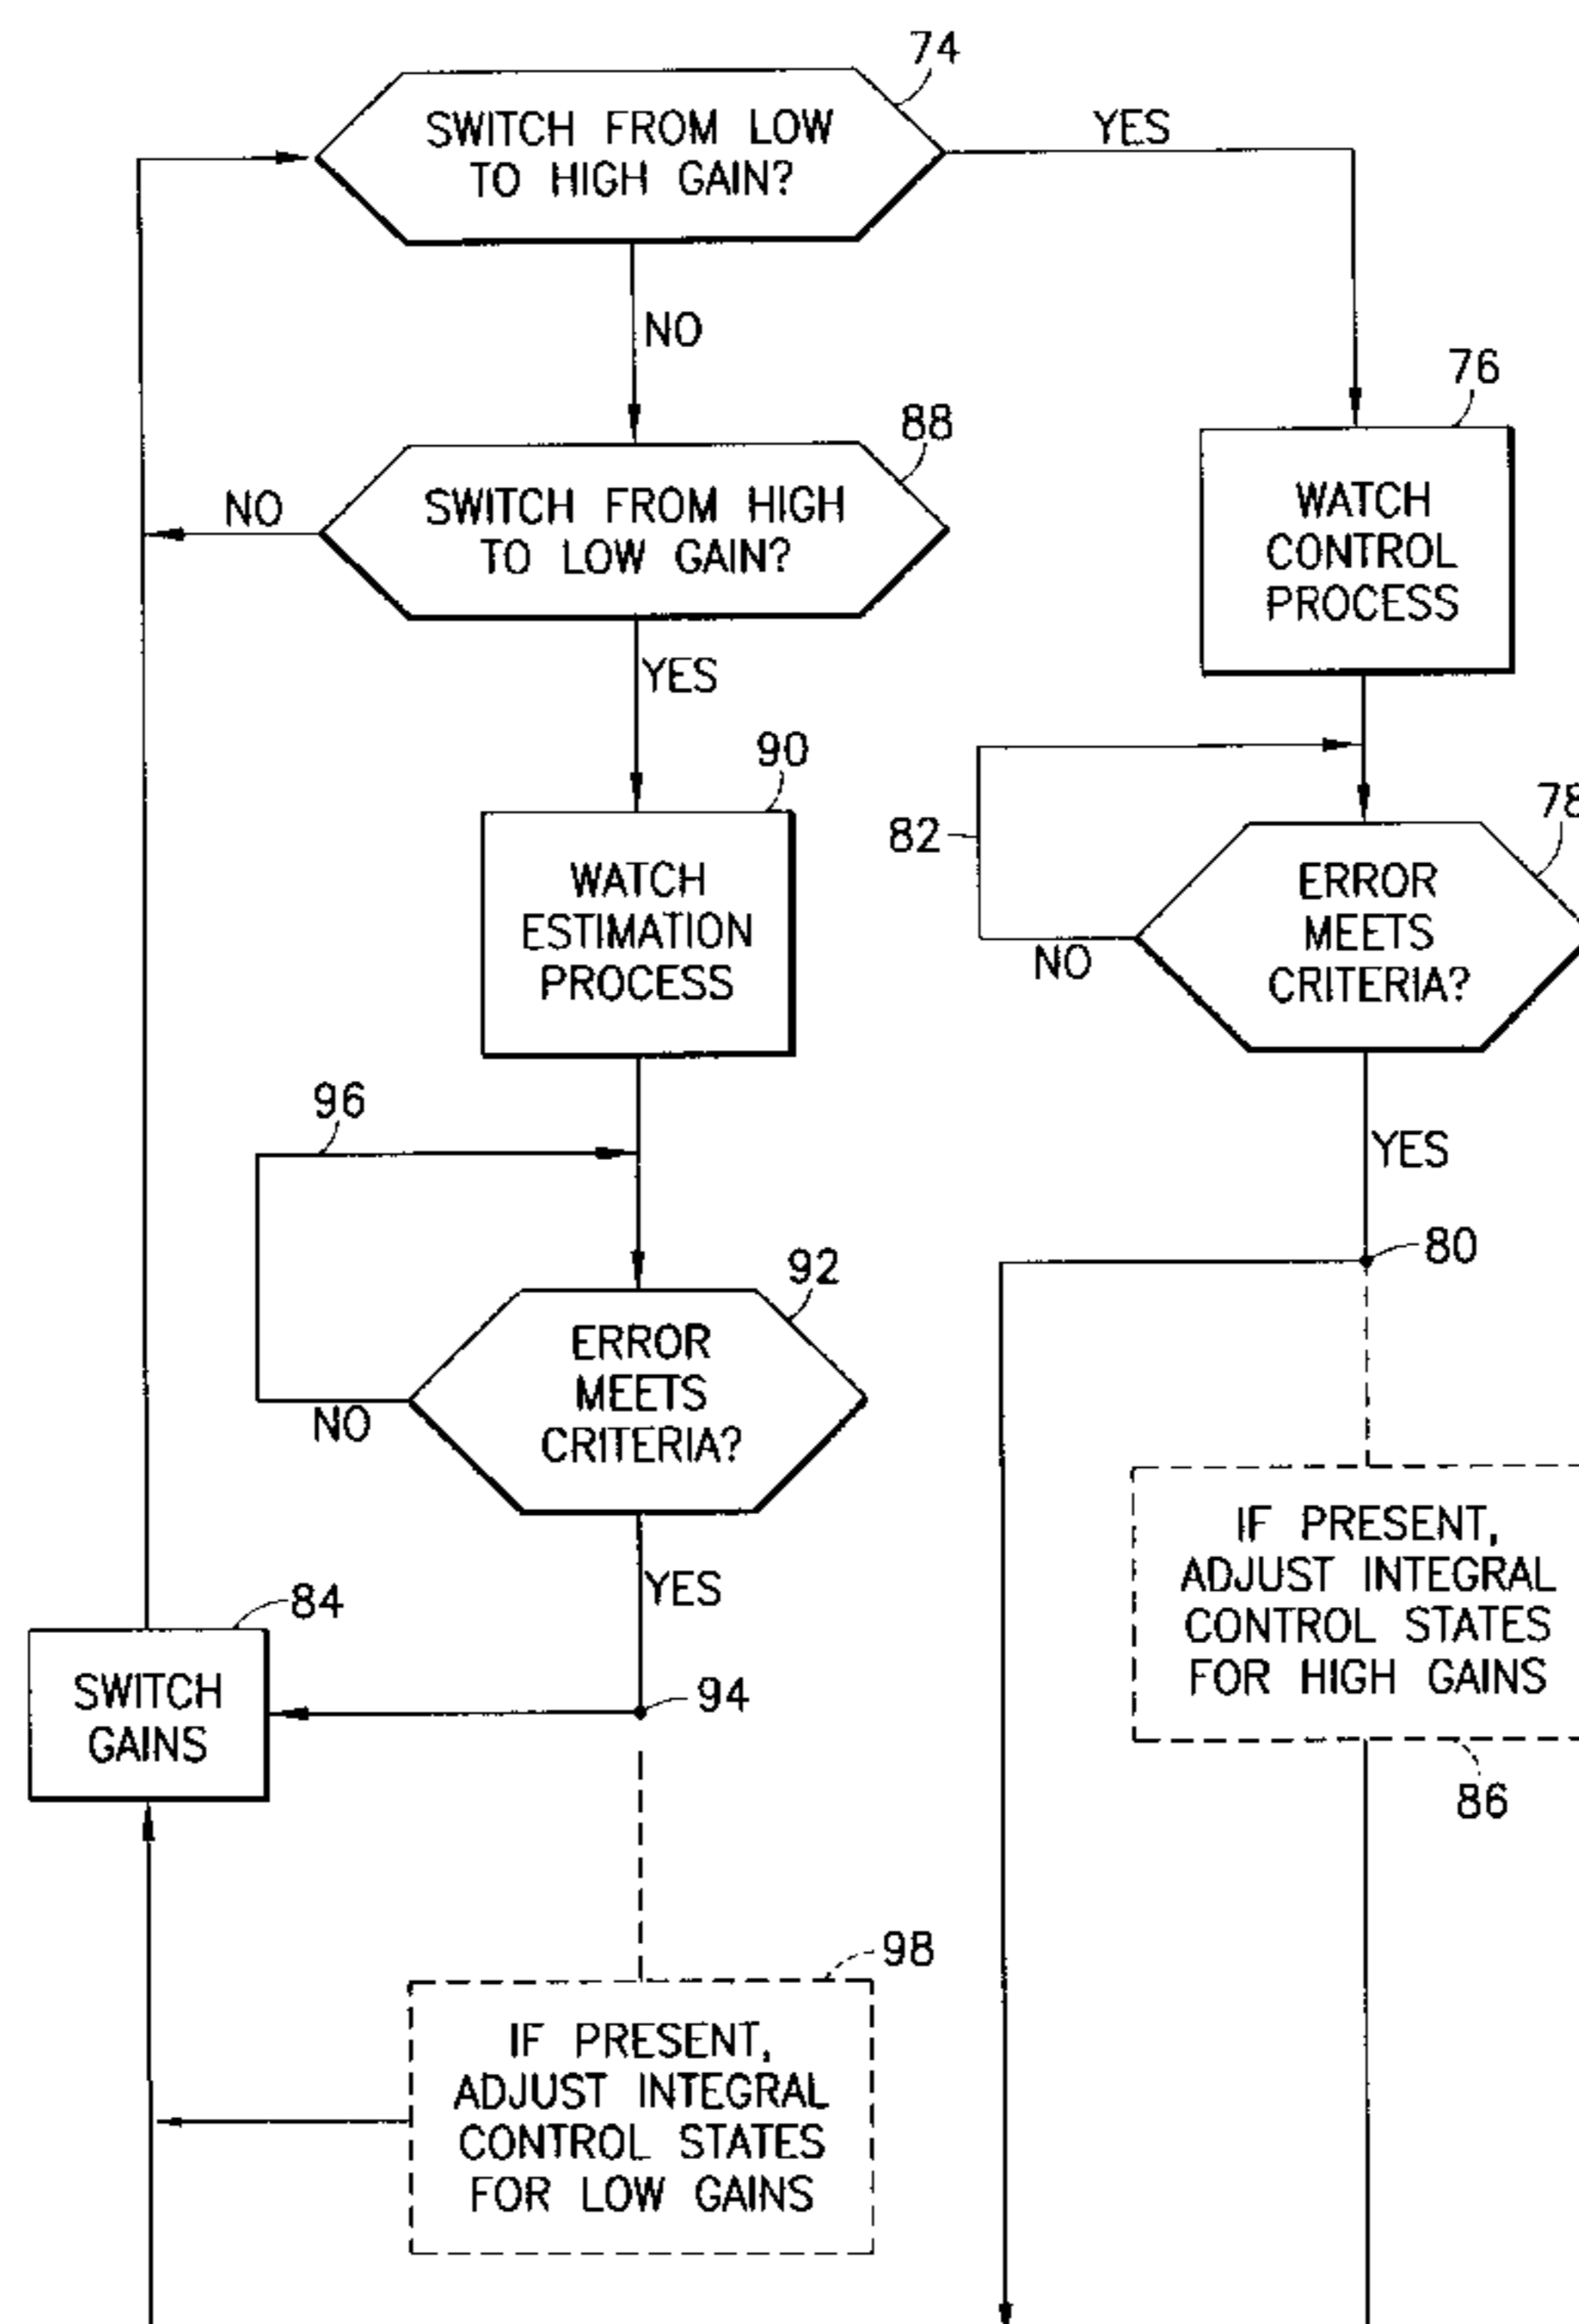 74
SWITCH FROM LOW
TO HIGH GAIN?
YES
NO
76
WATCH
CONTROL
PROCESS
88
SWITCH FROM HIGH
TO LOW GAIN?
NO
YES
90
WATCH
ESTIMATION
PROCESS
82
78
ERROR
MEETS
CRITERIA?
NO
YES
96
92
ERROR
MEETS
CRITERIA?
NO
YES
80
84
SWITCH
GAINS
94
IF PRESENT,
ADJUST INTEGRAL
CONTROL STATES
FOR HIGH GAINS
86
98
IF PRESENT,
ADJUST INTEGRAL
CONTROL STATES
FOR LOW GAINS